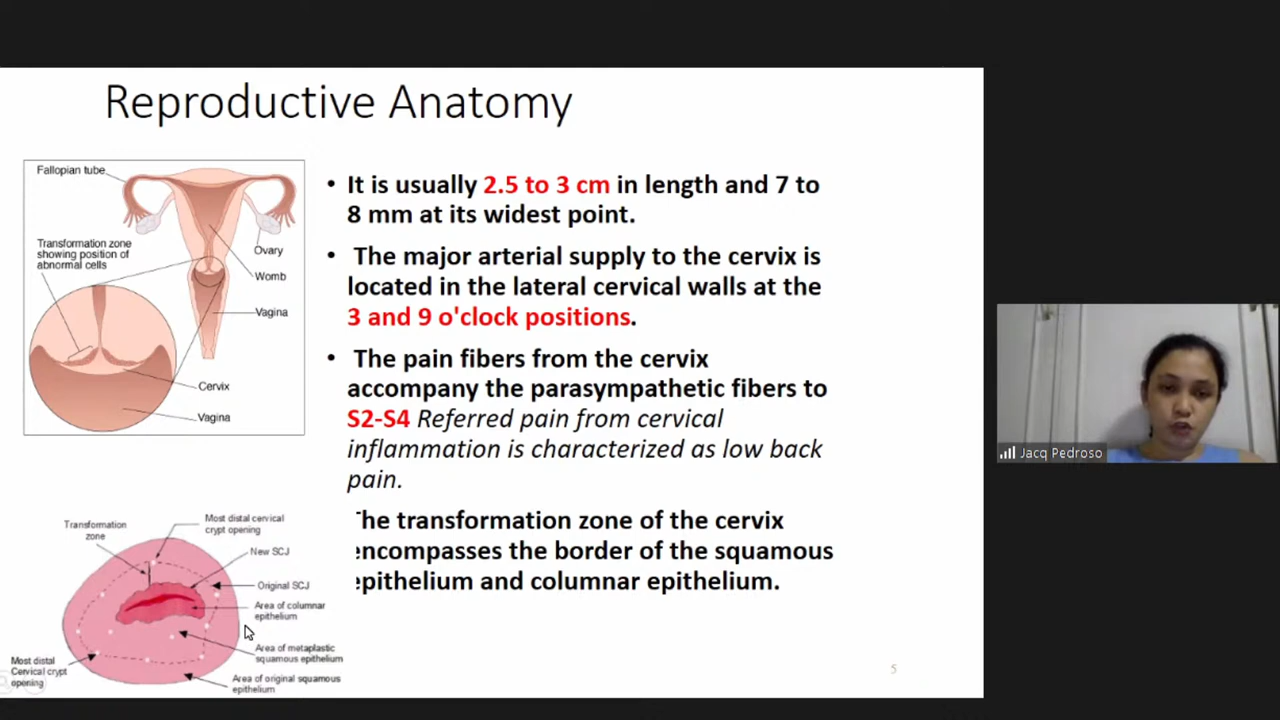 Reproductive Anatomy
Fallopian tube
Transformation zone
showing position of
abnormal cells
Ovary
Womb
Vagina
Cervix
Vagina
• It is usually 2.5 to 3 cm in length and 7 to
8 mm at its widest point.
• The major arterial supply to the cervix is
located in the lateral cervical walls at the
3 and 9 o'clock positions.
• The pain fibers from the cervix
accompany the parasympathetic fibers to
S2-S4 Referred pain from cervical
inflammation is characterized as low back
pain.
The transformation zone of the cervix
encompasses the border of the squamous
epithelium and columnar epithelium.
Transformation
zone
Most distal cervical
crypt opening
New SCJ
Original SCJ
Area of columnar
epithelium
Area of metaplastic
squamous epithelium
Area of original squamous
epithelium
Most distal
Cervical crypt
opening
5
Jacq Pedroso